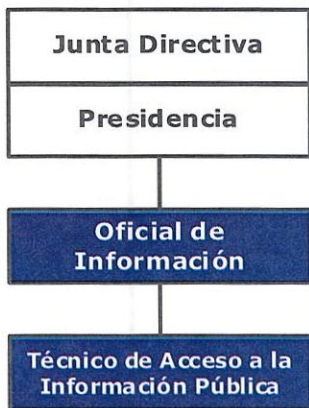 Junta Directiva
Presidencia
Oficial de
Información
Técnico de Acceso a la
Información Pública